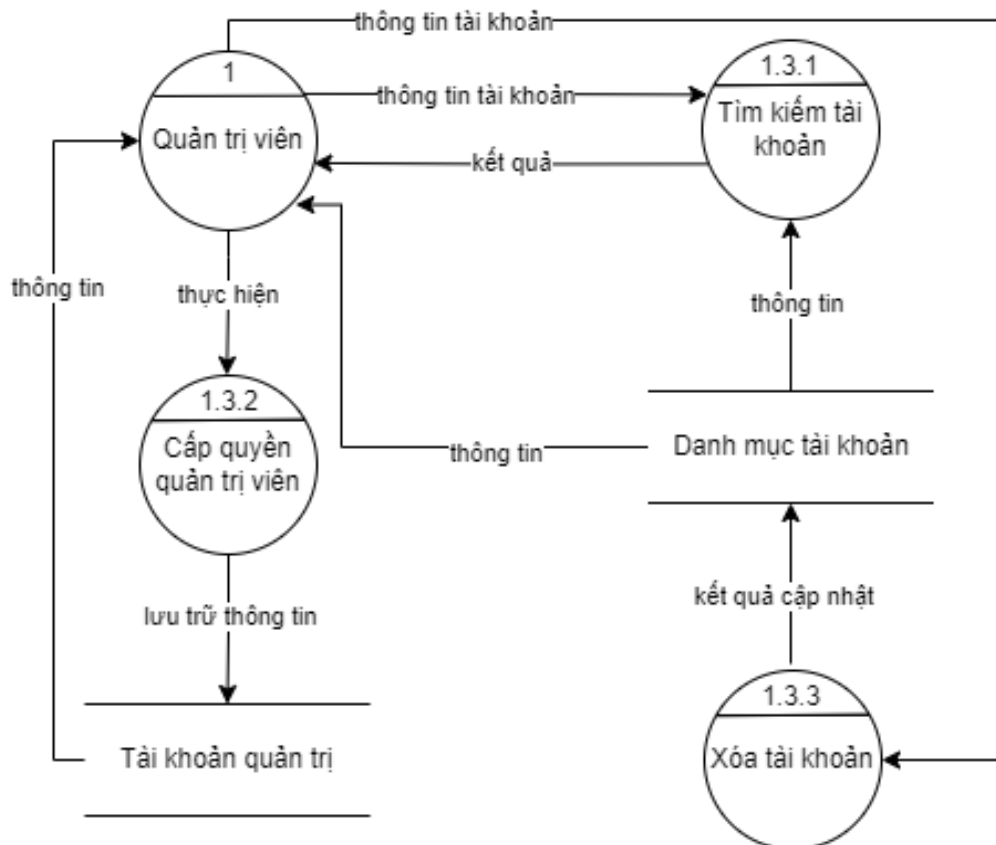 thông tin tài khoản
1
Quản trị viên
thông tin tài khoản
kết quả
1.3.1
Tìm kiếm tài
khoản
thông tin
thực hiện
thông tin
1.3.2
Cấp quyền
quản trị viên
thông tin
Danh mục tài khoản
lưu trữ thông tin
kết quả cập nhật
Tài khoản quản trị
1.3.3
Xóa tài khoản